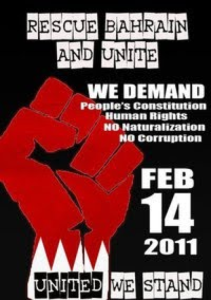 RESCUE BAHRAIN
AND UNITE
WE DEMAND
People's Constitution
Human Rights
NO Naturalization
NO Corruption
FEB
14
2011
UNITED WE STAND